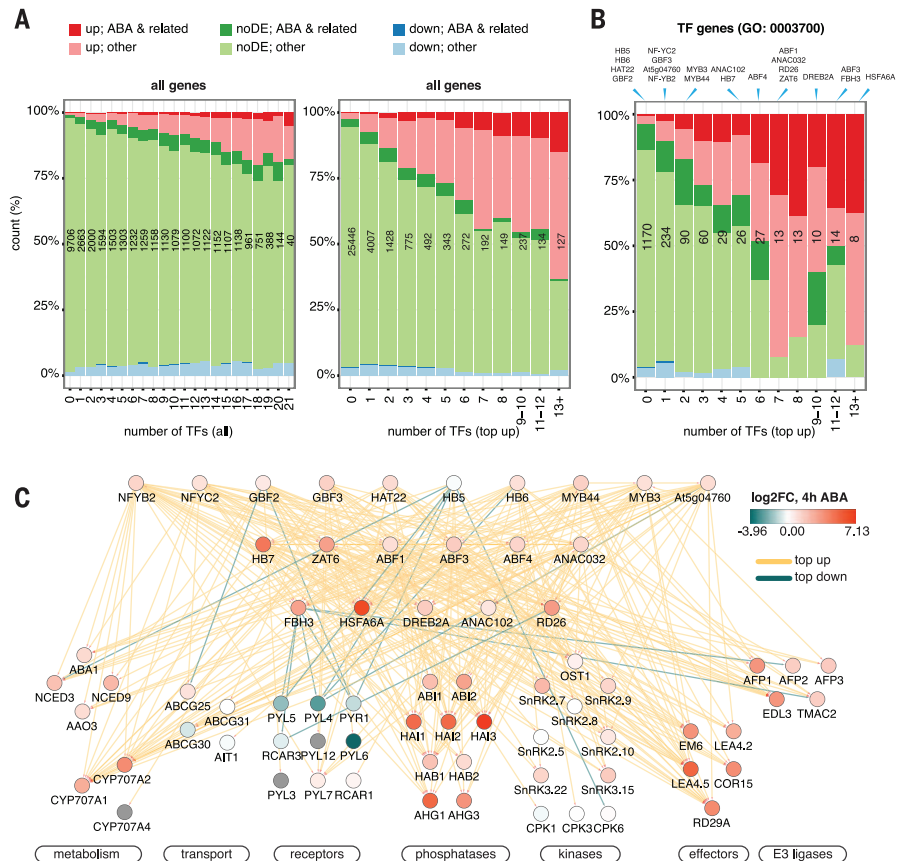 A
up; ABA & related
noDE; ABA & related
down; ABA & related
up; other
noDE; other
down; other
all genes
all genes
100%
75%
50%
25%
0%
count (%)
9706
2663
2000
1594
1503
1303
1232
1259
1158
1130
1079
1100
1072
1122
1152
1107
1138
961
751
388
144
40
0
1
2
3
4
5
6
7
8
9
10
11
12
13
14
15
16
17
18
19
20
21
number of TFs (all)
100%
75%
50%
25%
0%
25446
4007
1428
775
492
343
272
192
149
237
134
127
0
1
2
3
4
5
6
7
8
9−10
11−12
13+
number of TFs (top up)
B
TF genes (GO: 0003700)
HB5
HB6
HAT22
GBF2
NF-YC2
GBF3
At5g04760
NF-YB2
MYB3
MYB44
ANAC102
HB7
ABF4
ABF1
ANAC032
RD26
ZAT6
DREB2A
ABF3
FBH3
HSFA6A
100%
75%
50%
25%
0%
1170
234
90
60
29
26
27
13
13
10
14
8
0
1
2
3
4
5
6
7
8
9−10
11−12
13+
number of TFs (top up)
C
NFYB2
NFYC2
GBF2
GBF3
HAT22
HB5
HB6
MYB44
MYB3
At5g04760
log2FC, 4h ABA
-3.96 0.00 7.13
top up
top down
HB7
ZAT6
ABF1
ABF3
ABF4
ANAC032
FBH3
HSFA6A
DREB2A
ANAC102
RD26
ABA1
NCED3
NCED9
AAO3
CYP707A2
CYP707A1
CYP707A4
ABCG25
ABCG31
ABCG30
AIT1
PYL5
PYL4
PYR1
RCAR3
PYL12
PYL6
PYL3
PYL7
RCAR1
ABI1
ABI2
HAI1
HAI2
HAI3
HAB1
HAB2
AHG1
AHG3
OST1
SnRK2.7
SnRK2.9
SnRK2.8
SnRK2.5
SnRK2.10
SnRK3.22
SnRK3.15
CPK1
CPK3
CPK6
EM6
LEA4.2
LEA4.5
COR15
RD29A
AFP1
AFP2
AFP3
EDL3
TMAC2
metabolism
transport
receptors
phosphatases
kinases
effectors
E3 ligases